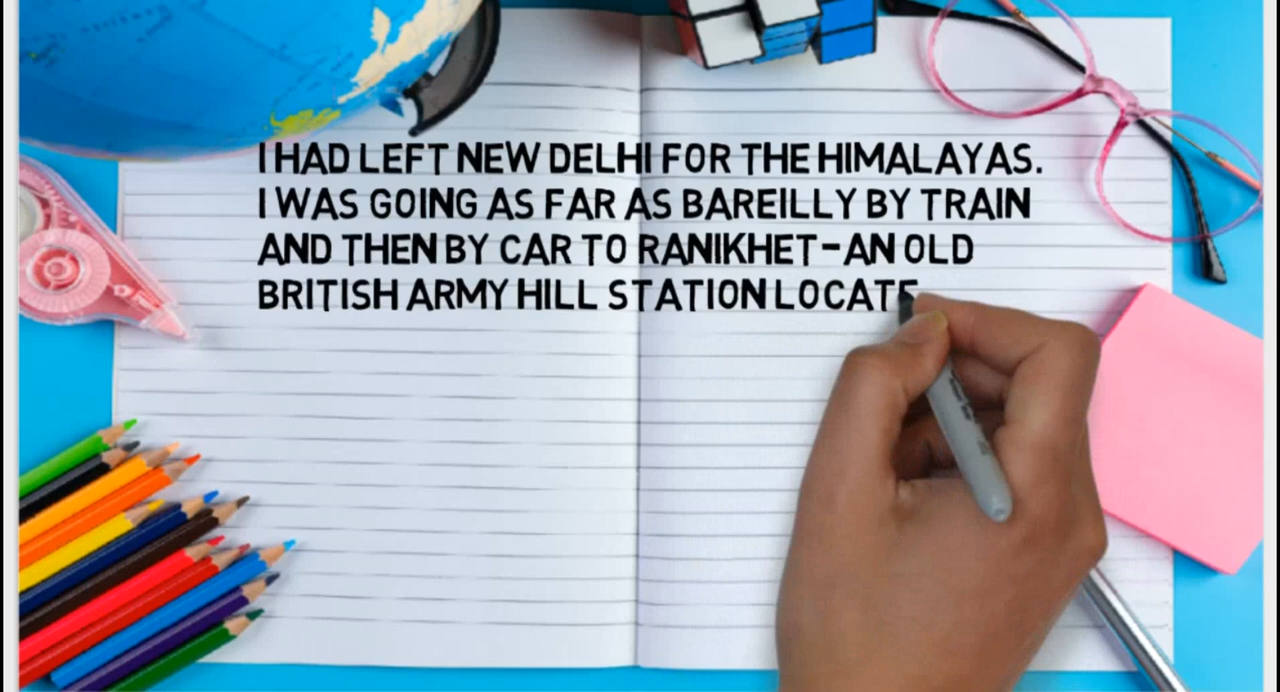 I HAD LEFT NEW DELHI FOR THE HIMALAYAS.
I WAS GOING AS FAR AS BAREILLY BY TRAIN
AND THEN BY CAR TO RANIKHET-AN OLD
BRITISH ARMY HILL STATION